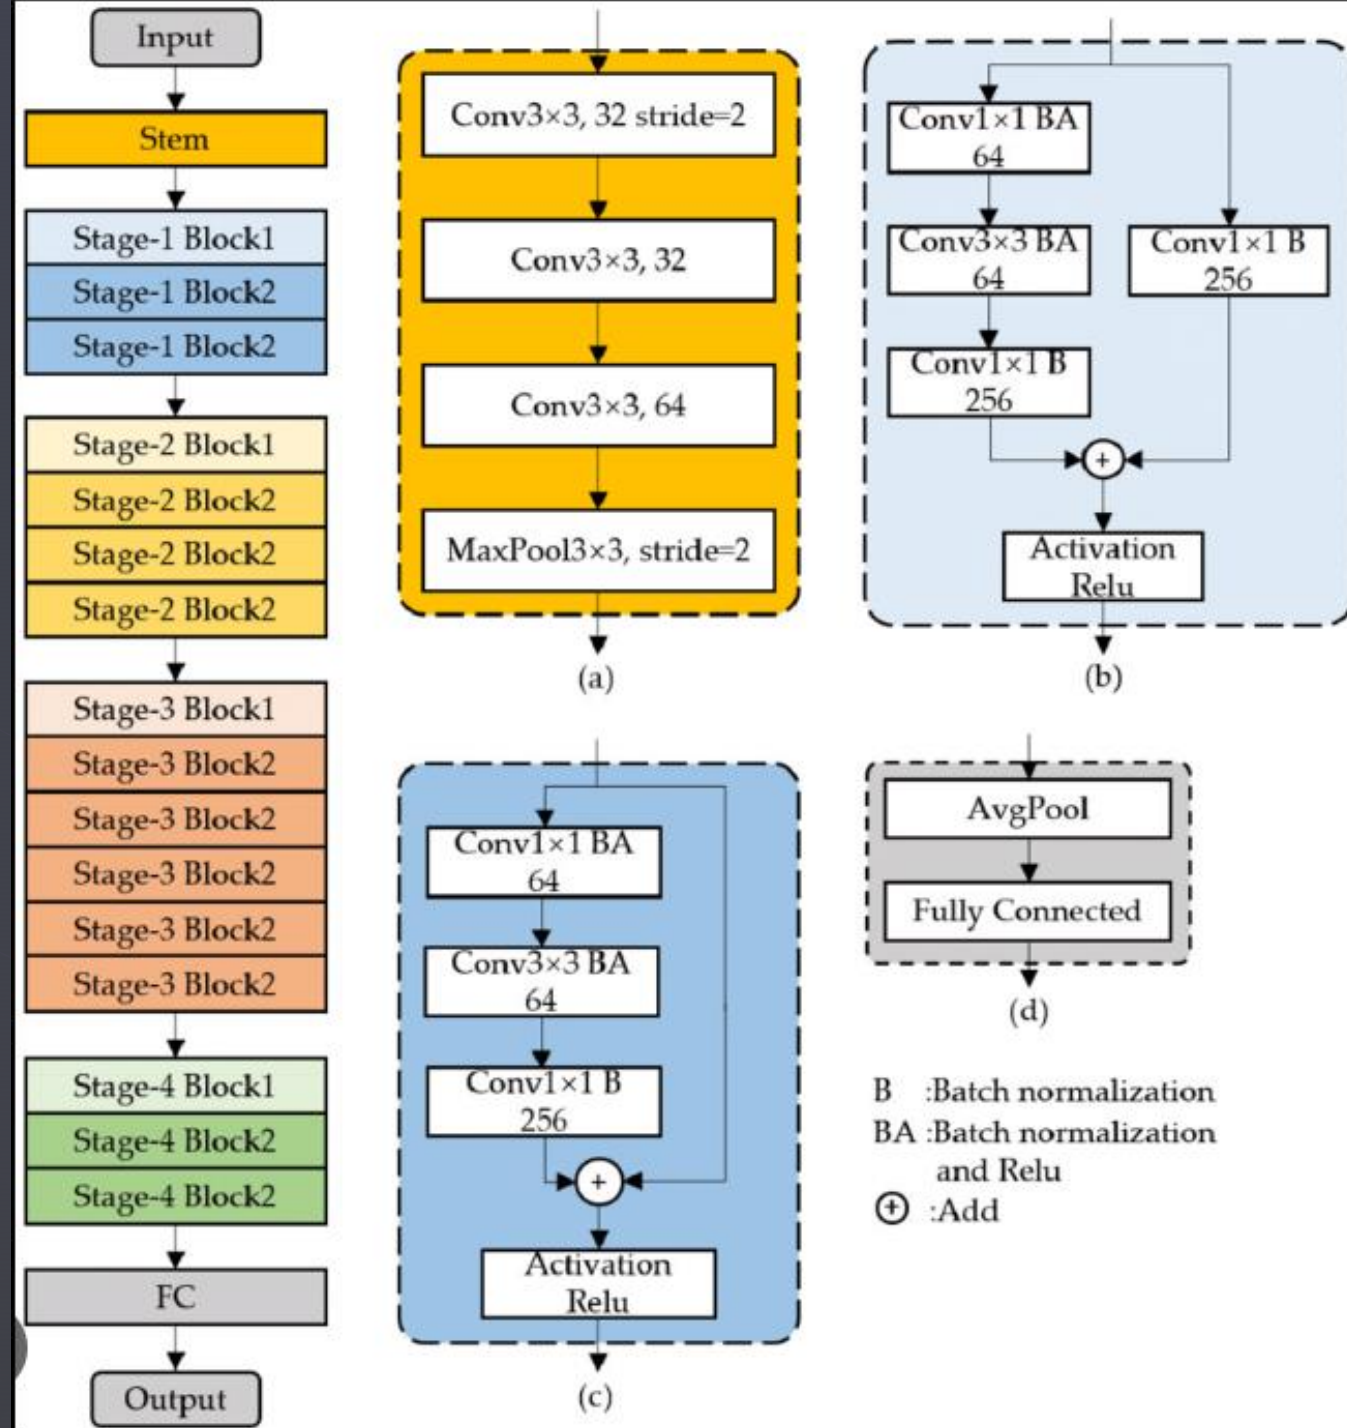 Input
Stem
Stage-1 Block1
Stage-1 Block2
Stage-1 Block2
Stage-2 Block1
Stage-2 Block2
Stage-2 Block2
Stage-2 Block2
Stage-3 Block1
Stage-3 Block2
Stage-3 Block2
Stage-3 Block2
Stage-3 Block2
Stage-3 Block2
Stage-4 Block1
Stage-4 Block2
Stage-4 Block2
FC
Output
Conv3×3, 32 stride=2
Conv3×3, 32
Conv3×3, 64
MaxPool3×3, stride=2
(a)
Conv1×1 BA
64
Conv3×3 BA
64
Conv1×1 B
256
Conv1×1 B
256
+
Activation
Relu
(b)
Conv1×1 BA
64
Conv3×3 BA
64
Conv1×1 B
256
+
Activation
Relu
(c)
AvgPool
Fully Connected
(d)
B :Batch normalization
BA :Batch normalization
and Relu
⊕ :Add